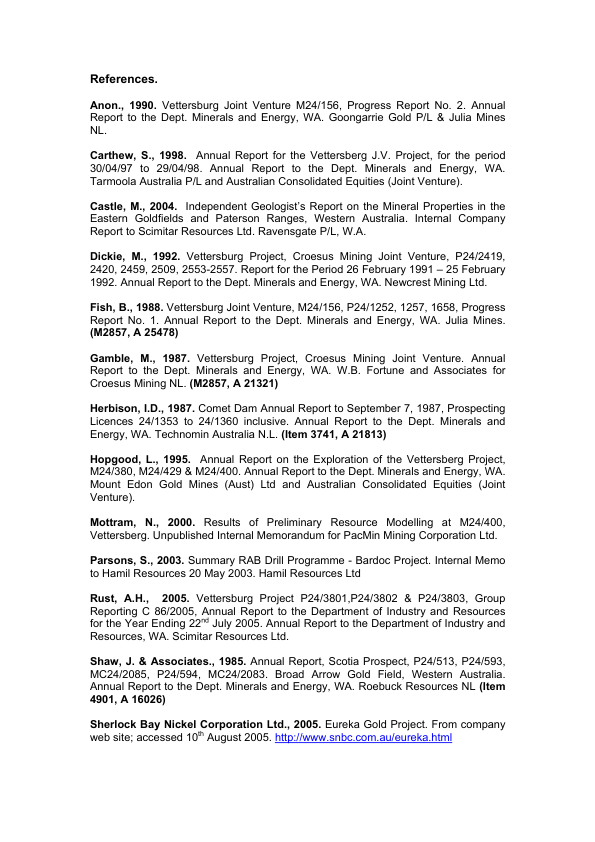 References.
Anon., 1990. Vettersburg Joint Venture M24/156, Progress Report No. 2. Annual
Report to the Dept. Minerals and Energy, WA. Goongarrie Gold P/L & Julia Mines
NL.
Carthew, S., 1998. Annual Report for the Vettersberg J.V. Project, for the period
30/04/97 to 29/04/98. Annual Report to the Dept. Minerals and Energy, WA.
Tarmoola Australia P/L and Australian Consolidated Equities (Joint Venture).
Castle, M., 2004. Independent Geologist's Report on the Mineral Properties in the
Eastern Goldfields and Paterson Ranges, Western Australia. Internal Company
Report to Scimitar Resources Ltd. Ravensgate P/L, W.A.
Dickie, M., 1992. Vettersburg Project, Croesus Mining Joint Venture, P24/2419,
2420, 2459, 2509, 2553-2557. Report for the Period 26 February 1991 – 25 February
1992. Annual Report to the Dept. Minerals and Energy, WA. Newcrest Mining Ltd.
Fish, B., 1988. Vettersburg Joint Venture, M24/156, P24/1252, 1257, 1658, Progress
Report No. 1. Annual Report to the Dept. Minerals and Energy, WA. Julia Mines.
(M2857, A 25478)
Gamble, M., 1987. Vettersburg Project, Croesus Mining Joint Venture. Annual
Report to the Dept. Minerals and Energy, WA. W.B. Fortune and Associates for
Croesus Mining NL. (M2857, A 21321)
Herbison, I.D., 1987. Comet Dam Annual Report to September 7, 1987, Prospecting
Licences 24/1353 to 24/1360 inclusive. Annual Report to the Dept. Minerals and
Energy, WA. Technomin Australia N.L. (Item 3741, A 21813)
Hopgood, L., 1995. Annual Report on the Exploration of the Vettersberg Project,
M24/380, M24/429 & M24/400. Annual Report to the Dept. Minerals and Energy, WA.
Mount Edon Gold Mines (Aust) Ltd and Australian Consolidated Equities (Joint
Venture).
Mottram, N., 2000. Results of Preliminary Resource Modelling at M24/400,
Vettersberg. Unpublished Internal Memorandum for PacMin Mining Corporation Ltd.
Parsons, S., 2003. Summary RAB Drill Programme - Bardoc Project. Internal Memo
to Hamil Resources 20 May 2003. Hamil Resources Ltd
Rust, A.H., 2005. Vettersburg Project P24/3801,P24/3802 & P24/3803, Group
Reporting C 86/2005, Annual Report to the Department of Industry and Resources
for the Year Ending 22nd July 2005. Annual Report to the Department of Industry and
Resources, WA. Scimitar Resources Ltd.
Shaw, J. & Associates., 1985. Annual Report, Scotia Prospect, P24/513, P24/593,
MC24/2085, P24/594, MC24/2083. Broad Arrow Gold Field, Western Australia.
Annual Report to the Dept. Minerals and Energy, WA. Roebuck Resources NL (Item
4901, A 16026)
Sherlock Bay Nickel Corporation Ltd., 2005. Eureka Gold Project. From company
web site; accessed 10th August 2005. http://www.snbc.com.au/eureka.html